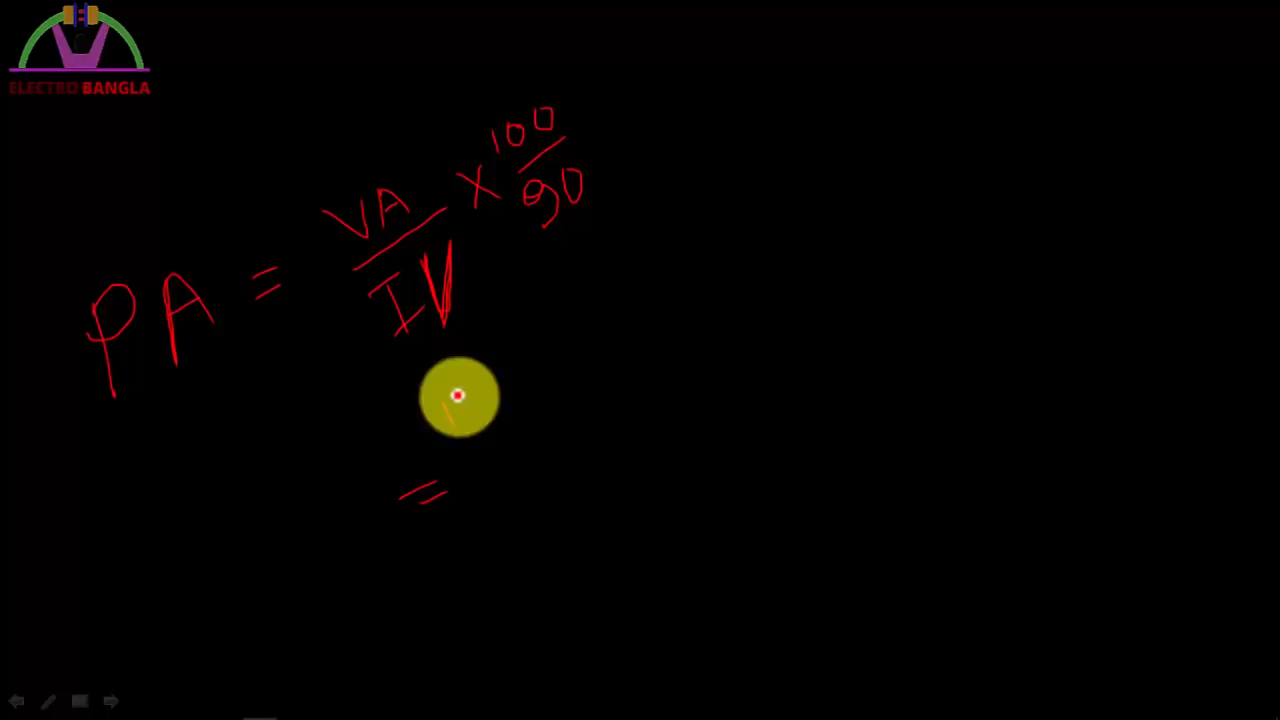 ELECTRO BANGLA
PA = VA/IV × 100/90
=